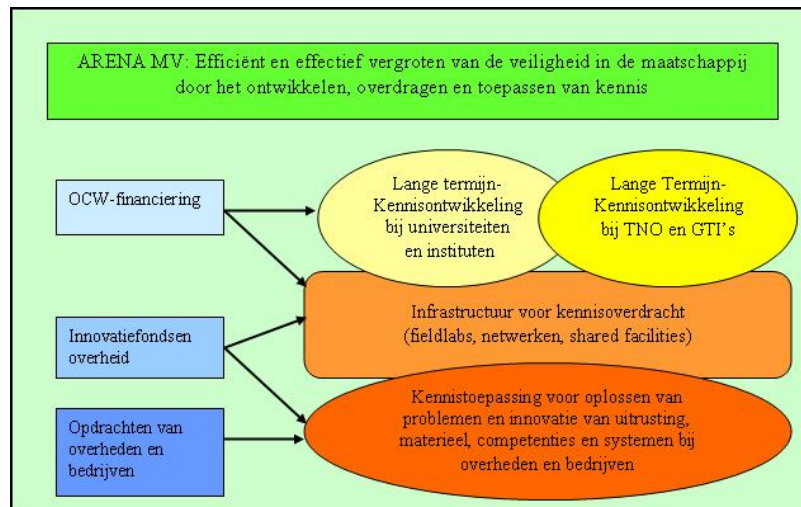 ARENA MV: Efficiënt en effectief vergroten van de veiligheid in de maatschappij
door het ontwikkelen, overdragen en toepassen van kennis
OCW-financiering
Lange termijn-
Kennisontwikkeling
bij universiteiten
en instituten
Lange Termijn-
Kennisontwikkeling
bij TNO en GTI's
Innovatiefondsen
overheid
Infrastructuur voor kennisoverdracht
(fieldlabs, netwerken, shared facilities)
Opdrachten van
overheden en
bedrijven
Kennistoepassing voor oplossen van
problemen en innovatie van uitrusting,
materieel, competenties en systemen bij
overheden en bedrijven